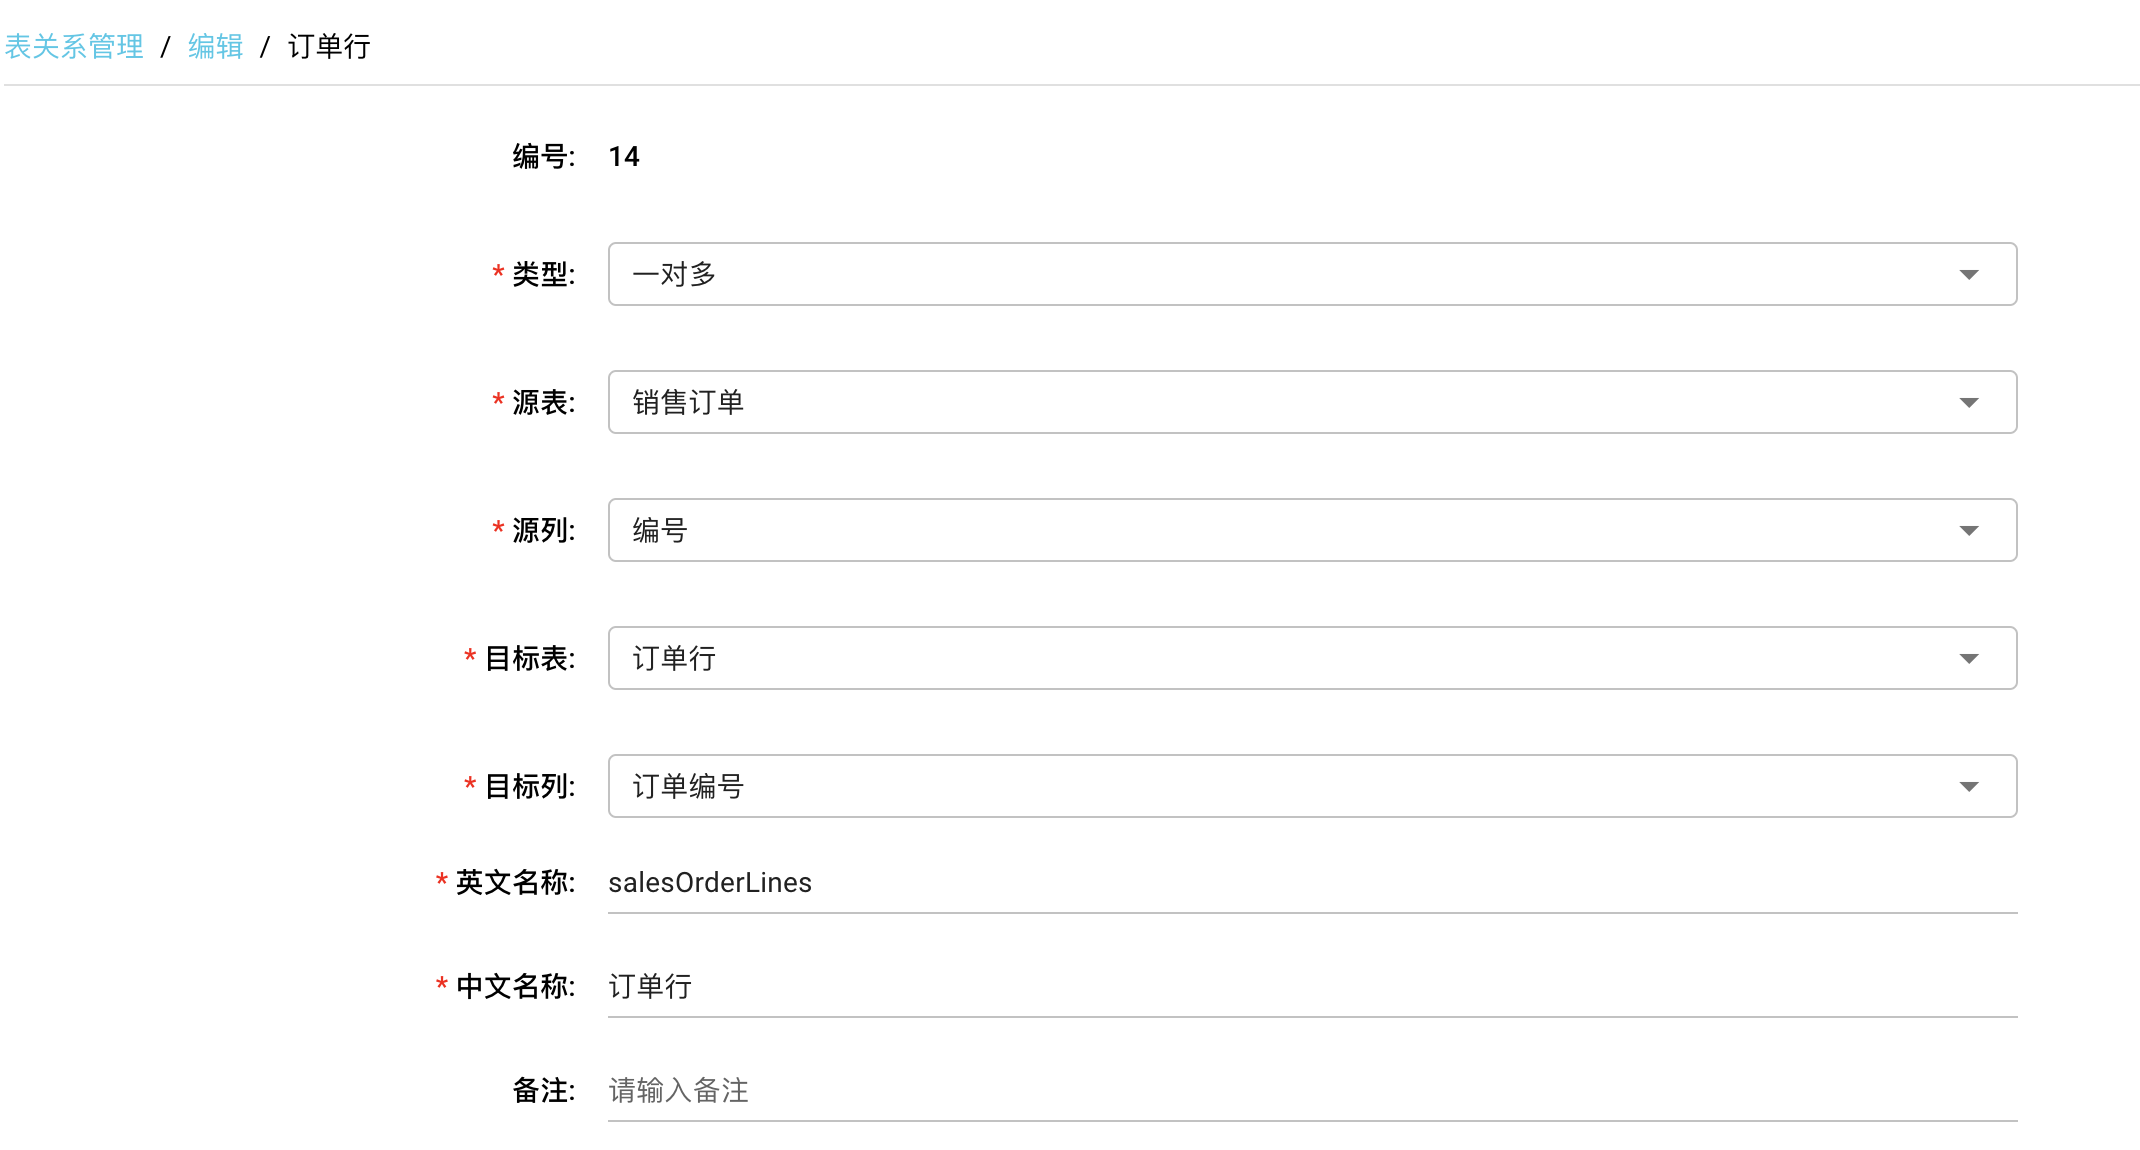 表关系管理 / 编辑 / 订单行
编号: 14
* 类型: 一对多
* 源表: 销售订单
* 源列: 编号
* 目标表: 订单行
* 目标列: 订单编号
* 英文名称: salesOrderLines
* 中文名称: 订单行
备注: 请输入备注